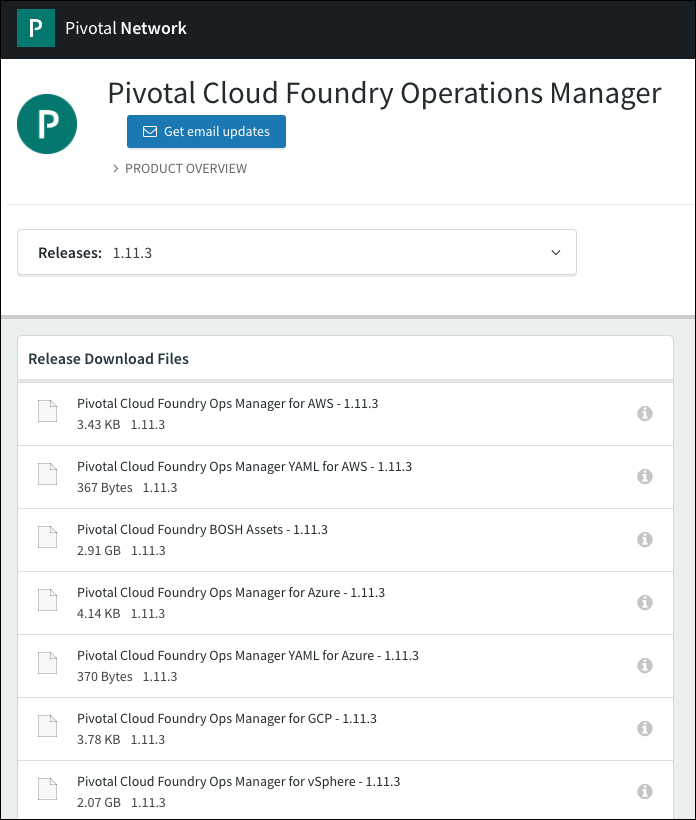 P Pivotal Network
P
Pivotal Cloud Foundry Operations Manager
Get email updates
PRODUCT OVERVIEW
Releases: 1.11.3
Release Download Files
Pivotal Cloud Foundry Ops Manager for AWS - 1.11.3
3.43 KB 1.11.3
Pivotal Cloud Foundry Ops Manager YAML for AWS - 1.11.3
367 Bytes 1.11.3
Pivotal Cloud Foundry BOSH Assets - 1.11.3
2.91 GB 1.11.3
Pivotal Cloud Foundry Ops Manager for Azure - 1.11.3
4.14 KB 1.11.3
Pivotal Cloud Foundry Ops Manager YAML for Azure - 1.11.3
370 Bytes 1.11.3
Pivotal Cloud Foundry Ops Manager for GCP - 1.11.3
3.78 KB 1.11.3
Pivotal Cloud Foundry Ops Manager for vSphere - 1.11.3
2.07 GB 1.11.3